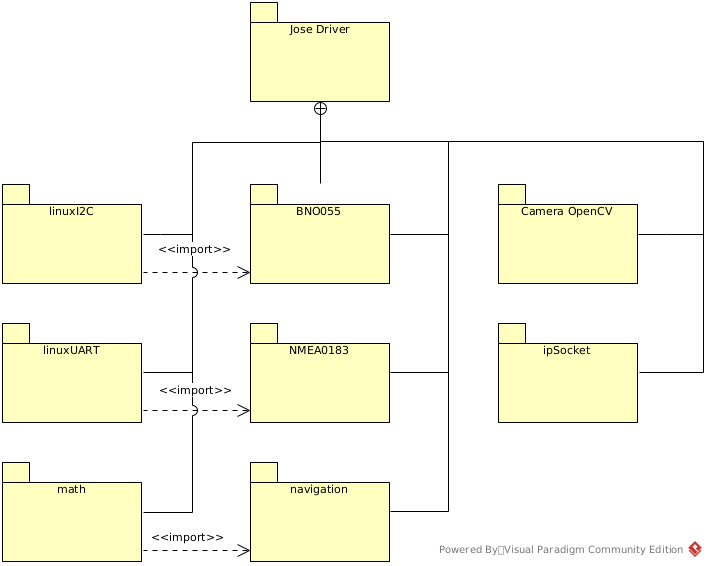 Jose Driver
linuxI2C
BNO055
Camera OpenCV
<<import>>
linuxUART
NMEA0183
ipSocket
<<import>>
math
navigation
<<import>>
Powered By Visual Paradigm Community Edition